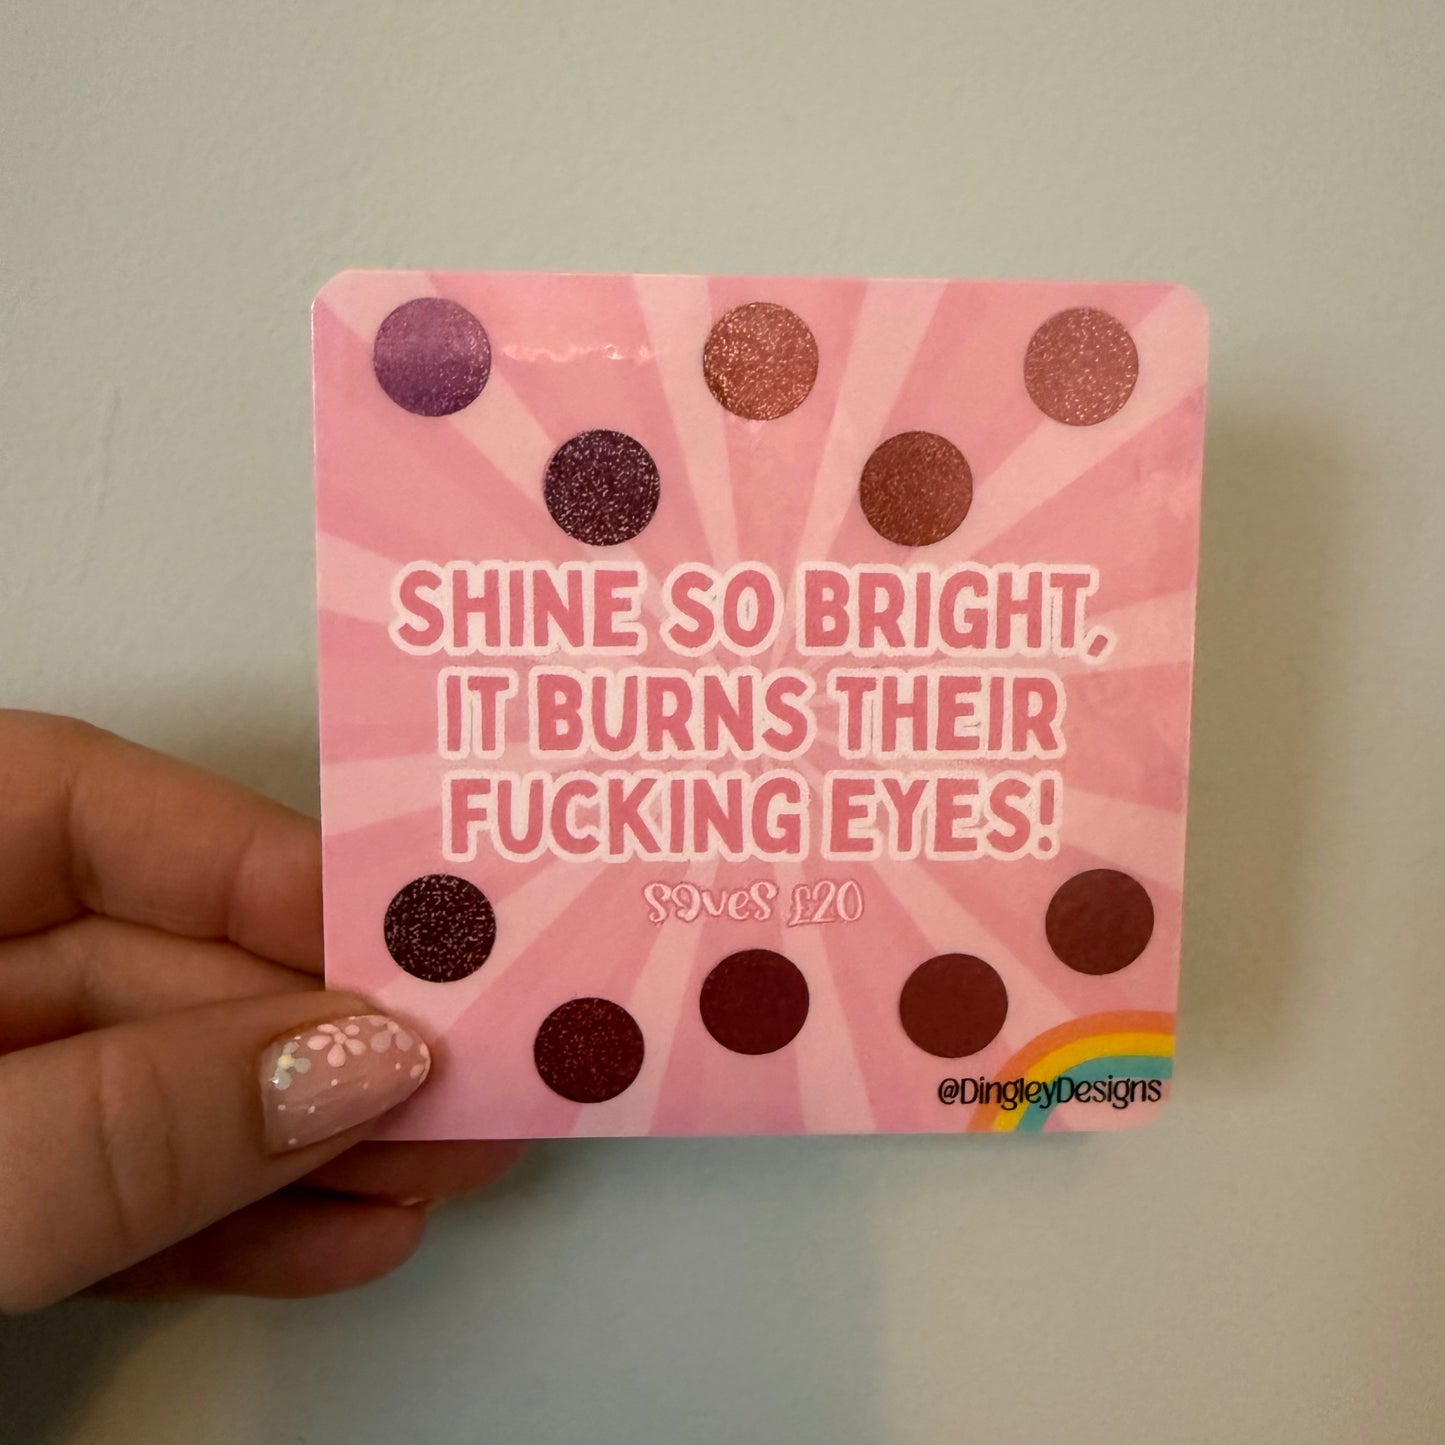 SHINE SO BRIGHT,
IT BURNS THEIR
FUCKING EYES!
saves £20
@DingleyDesigns